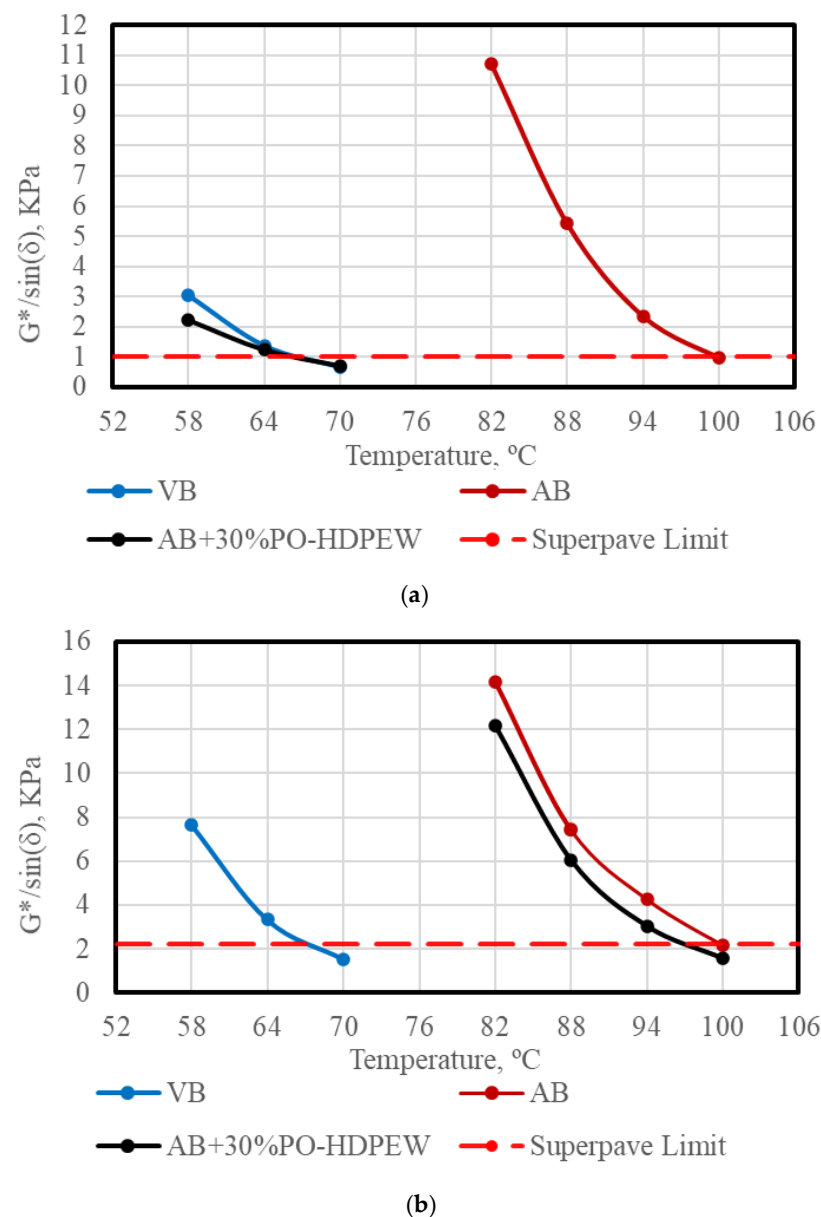 12
11
10
9
8
7
6
5
4
3
2
1
0
G*/sin(δ), KPa
52 58 64 70 76 82 88 94 100 106
Temperature, ºC
VB AB
AB+30%PO-HDPEW Superpave Limit
(a)
16
14
12
10
8
6
4
2
0
G*/sin(δ), KPa
52 58 64 70 76 82 88 94 100 106
Temperature, ºC
VB AB
AB+30%PO-HDPEW Superpave Limit
(b)